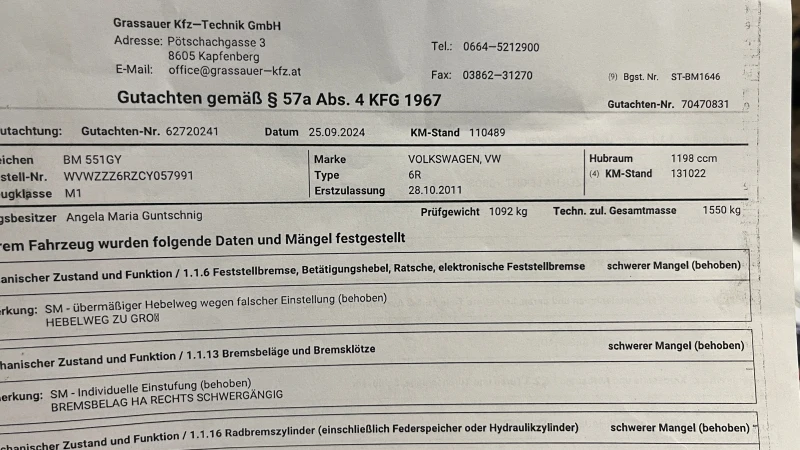 Grassauer Kfz–Technik GmbH
Adresse: Pötschachgasse 3
8605 Kapfenberg
Tel.: 0664-5212900
E-Mail: office@grassauer-kfz.at
Fax: 03862-31270
(9) Bgst. Nr. ST-BM1646
Gutachten gemäß § 57a Abs. 4 KFG 1967
Gutachten-Nr. 70470831
utachtung: Gutachten-Nr. 62720241 Datum 25.09.2024 KM-Stand 110489
eichen BM 551GY Marke VOLKSWAGEN, VW Hubraum 1198 ccm
stell-Nr. WVWZZZ6RZCY057991 Type 6R (4) KM-Stand 131022
ugklasse M1 Erstzulassung 28.10.2011
gsbesitzer Angela Maria Guntschnig Prüfgewicht 1092 kg Techn. zul. Gesamtmasse 1550 kg
rem Fahrzeug wurden folgende Daten und Mängel festgestellt
anischer Zustand und Funktion / 1.1.6 Feststellbremse, Betätigungshebel, Ratsche, elektronische Feststellbremse schwerer Mangel (behoben)
erkung: SM - übermäßiger Hebelweg wegen falscher Einstellung (behoben)
HEBELWEG ZU GRO
hanischer Zustand und Funktion / 1.1.13 Bremsbeläge und Bremsklötze schwerer Mangel (behoben)
erkung: SM - Individuelle Einstufung (behoben)
BREMSBELAG HA RECHTS SCHWERGÄNGIG
chanischer Zustand und Funktion / 1.1.16 Radbremszylinder (einschließlich Federspeicher oder Hydraulikzylinder) schwerer Mangel (behoben)